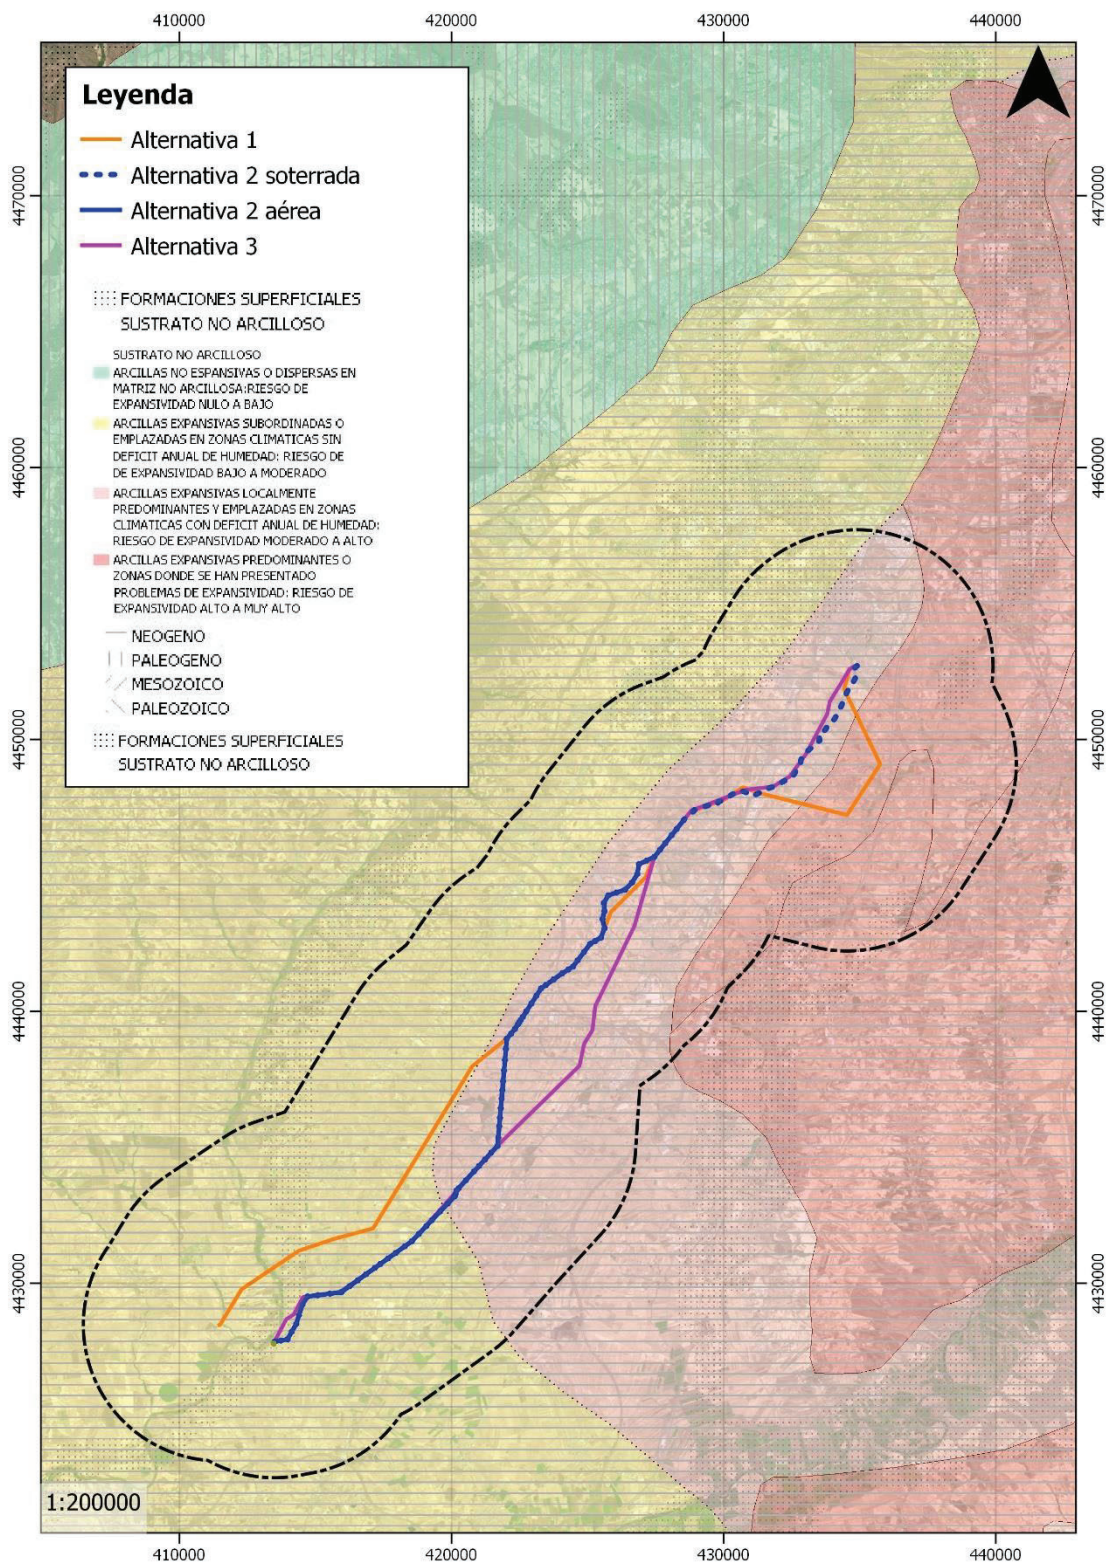 410000
420000
430000
440000
Leyenda
Alternativa 1
Alternativa 2 soterrada
Alternativa 2 aérea
Alternativa 3
FORMACIONES SUPERFICIALES
SUSTRATO NO ARCILLOSO
SUSTRATO NO ARCILLOSO
ARCILLAS NO ESPANSIVAS O DISPERSAS EN
MATRIZ NO ARCILLOSA:RIESGO DE
EXPANSIVIDAD NULO A BAJO
ARCILLAS EXPANSIVAS SUBORDINADAS O
EMPLAZADAS EN ZONAS CLIMATICAS SIN
DEFICIT ANUAL DE HUMEDAD: RIESGO DE
DE EXPANSIVIDAD BAJO A MODERADO
ARCILLAS EXPANSIVAS LOCALMENTE
PREDOMINANTES Y EMPLAZADAS EN ZONAS
CLIMATICAS CON DEFICIT ANUAL DE HUMEDAD:
RIESGO DE EXPANSIVIDAD MODERADO A ALTO
ARCILLAS EXPANSIVAS PREDOMINANTES O
ZONAS DONDE SE HAN PRESENTADO
PROBLEMAS DE EXPANSIVIDAD: RIESGO DE
EXPANSIVIDAD ALTO A MUY ALTO
NEOGENO
PALEOGENO
MESOZOICO
PALEOZOICO
FORMACIONES SUPERFICIALES
SUSTRATO NO ARCILLOSO
4470000
4460000
4450000
4440000
4430000
4470000
4460000
4450000
4440000
4430000
1:200000
410000
420000
430000
440000